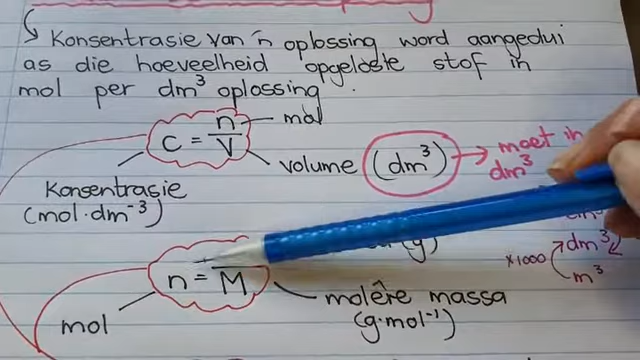 Konsentrasie van 'n oplossing word aangedui
as die hoeveelheid opgeloste stof in
mol per dm³ oplossing.
c = n/V
mol
volume (dm³)
moet in
dm³
Konsentrasie
(mol·dm⁻³)
(g)
n = M
mol
molêre massa
(g·mol⁻¹)
x1000
dm³
m³